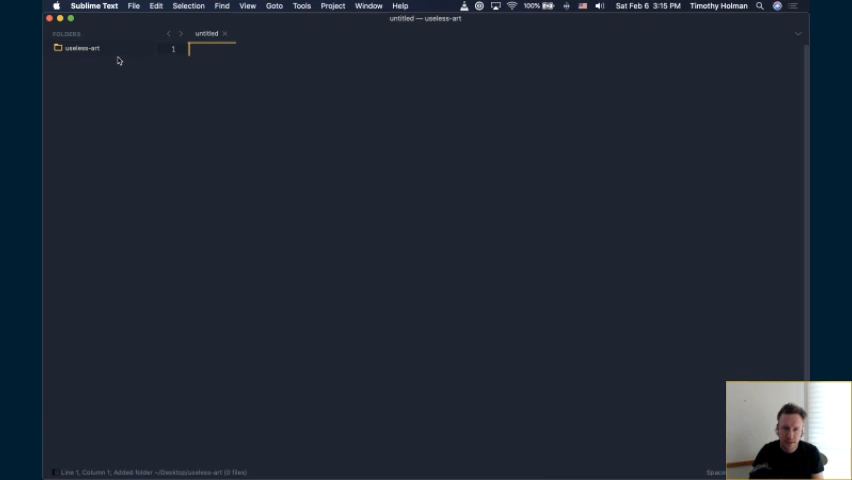 Sublime Text File Edit Selection Find View Goto Tools Project Window Help 100% Sat Feb 6 3:15 PM Timothy Holman
untitled — useless-art
FOLDERS
untitled
useless-art
1
Line 1, Column 1; Added folder ~/Desktop/useless-art (0 files)